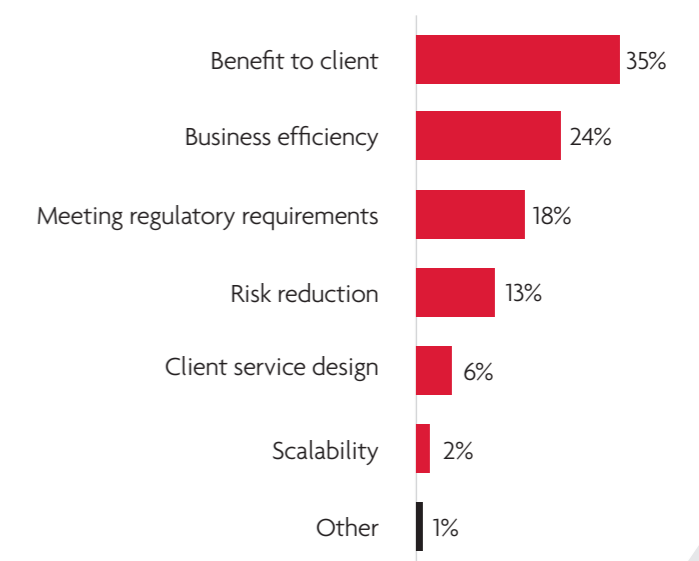 Benefit to client 35%
Business efficiency 24%
Meeting regulatory requirements 18%
Risk reduction 13%
Client service design 6%
Scalability 2%
Other 1%